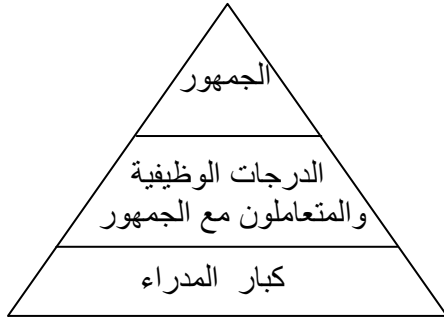 الجمهور
الدرجات الوظيفية
والمتعاملون مع الجمهور
كبار المدراء